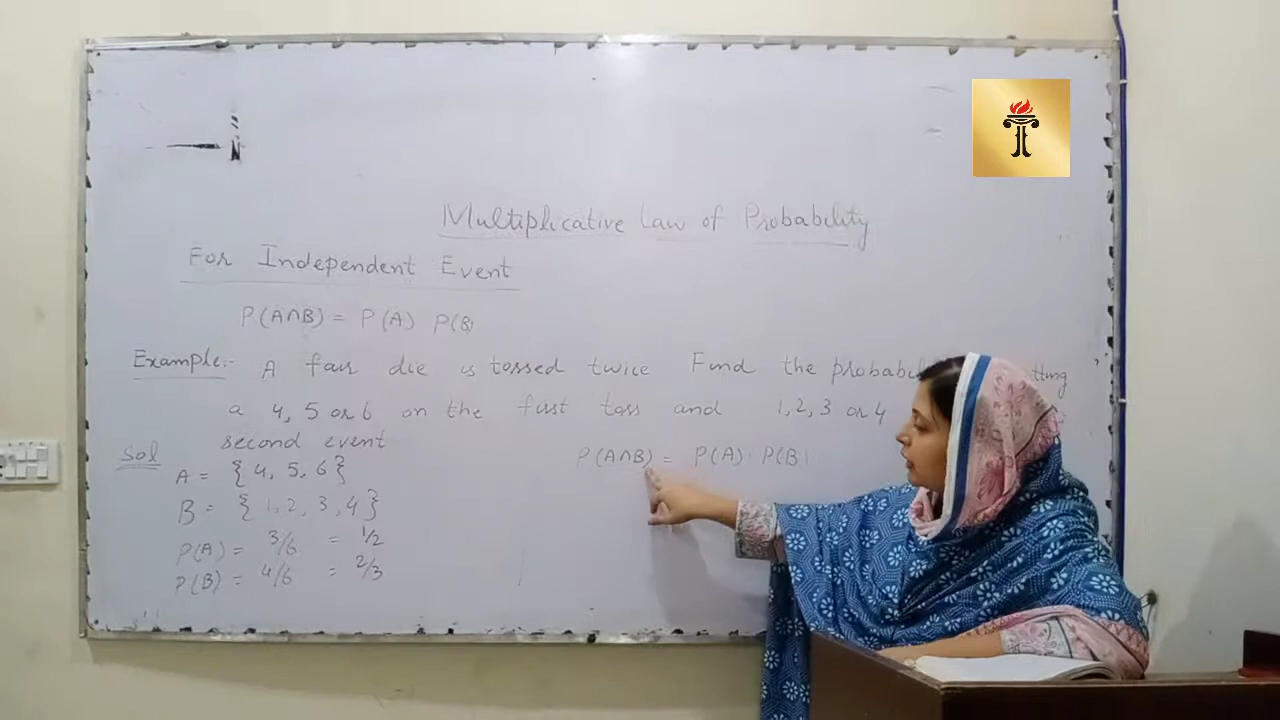 Multiplicative Law of Probability
For Independent Event
P(A∩B) = P(A) P(B)
Example:- A fair die is tossed twice Find the probabil tting
a 4, 5 or 6 on the first toss and 1, 2, 3 or 4
second event
Sol
A = {4, 5, 6}
B = {1, 2, 3, 4}
P(A) = 3/6 = 1/2
P(B) = 4/6 = 2/3
P(A∩B) = P(A) · P(B)